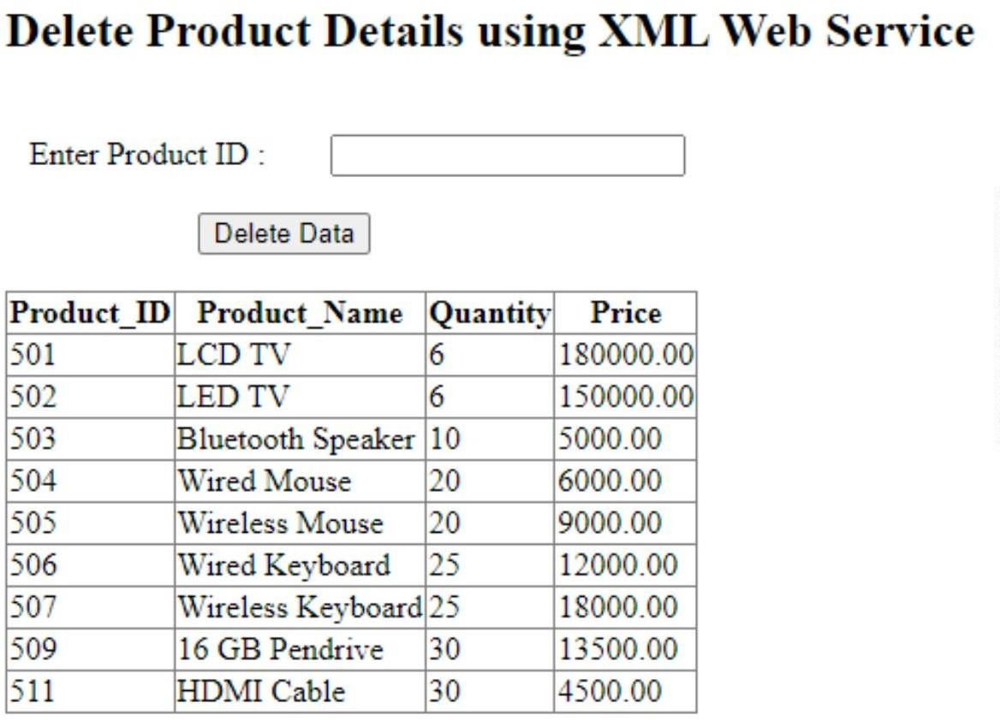 Delete Product Details using XML Web Service
Enter Product ID :
Delete Data
Product_ID Product_Name Quantity Price
501 LCD TV 6 180000.00
502 LED TV 6 150000.00
503 Bluetooth Speaker 10 5000.00
504 Wired Mouse 20 6000.00
505 Wireless Mouse 20 9000.00
506 Wired Keyboard 25 12000.00
507 Wireless Keyboard 25 18000.00
509 16 GB Pendrive 30 13500.00
511 HDMI Cable 30 4500.00